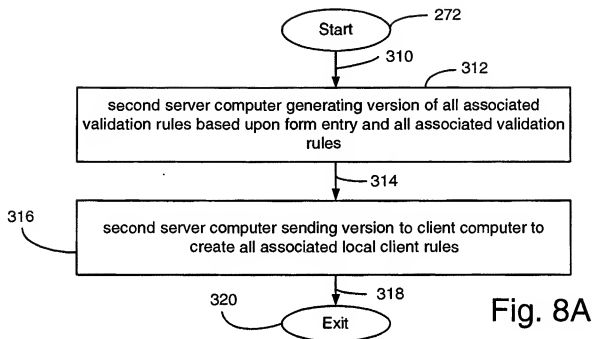 Start
272
310
312
second server computer generating version of all associated
validation rules based upon form entry and all associated validation
rules
314
316
second server computer sending version to client computer to
create all associated local client rules
318
320
Exit
Fig. 8A